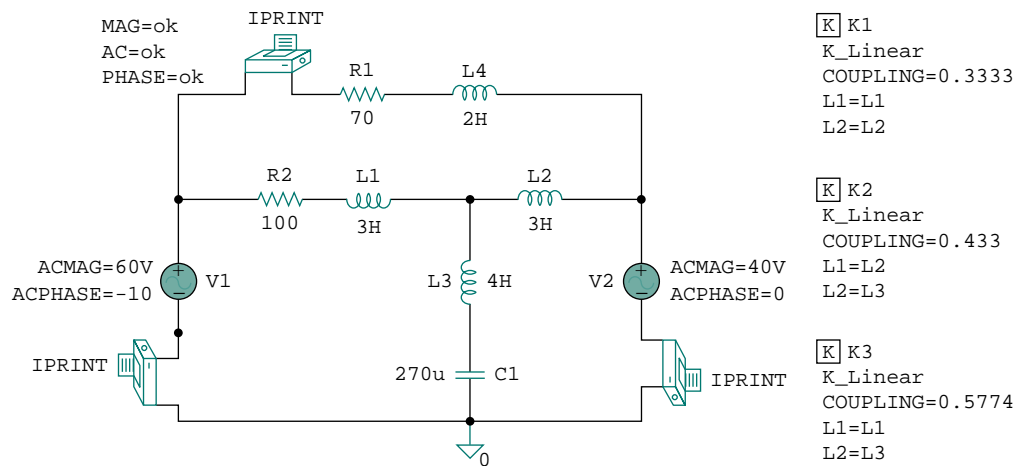 MAG=ok
AC=ok
PHASE=ok
IPRINT
R1
70
L4
2H
R2
100
L1
3H
L2
3H
ACMAG=60V
ACPHASE=-10
V1
L3
4H
V2
ACMAG=40V
ACPHASE=0
IPRINT
270u
C1
IPRINT
0
K K1
K_Linear
COUPLING=0.3333
L1=L1
L2=L2
K K2
K_Linear
COUPLING=0.433
L1=L2
L2=L3
K K3
K_Linear
COUPLING=0.5774
L1=L1
L2=L3